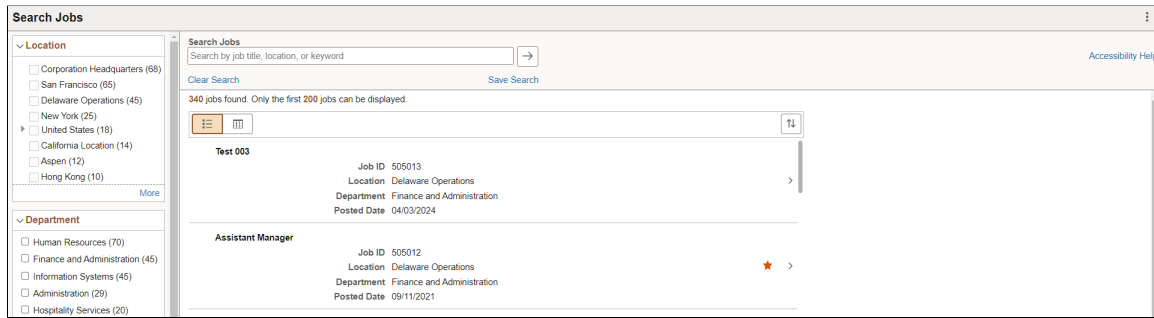 Search Jobs
Location
Corporation Headquarters (68)
San Francisco (65)
Delaware Operations (45)
New York (25)
United States (18)
California Location (14)
Aspen (12)
Hong Kong (10)
More
Department
Human Resources (70)
Finance and Administration (45)
Information Systems (45)
Administration (29)
Hospitality Services (20)
Search Jobs
Search by job title, location, or keyword
Accessibility Help
Clear Search Save Search
340 jobs found. Only the first 200 jobs can be displayed.
Test 003
Job ID 505013
Location Delaware Operations
Department Finance and Administration
Posted Date 04/03/2024
Assistant Manager
Job ID 505012
Location Delaware Operations
Department Finance and Administration
Posted Date 09/11/2021